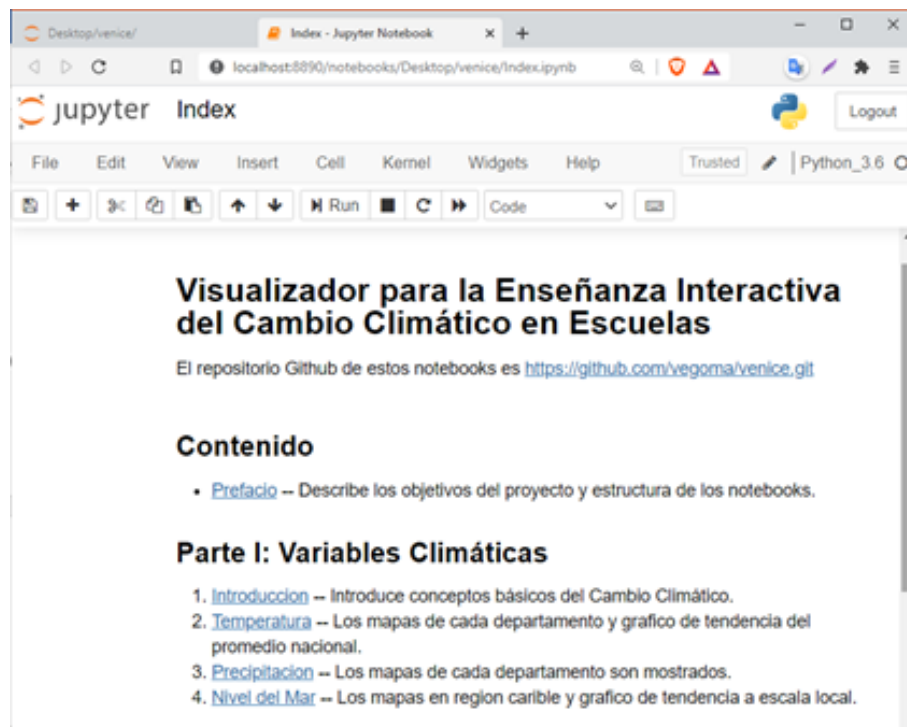 Desktop/venice/
Index - Jupyter Notebook
localhost:8890/notebooks/Desktop/venice/Index.ipynb
jupyter Index
Logout
File Edit View Insert Cell Kernel Widgets Help Trusted Python_3.6
Run Code
Visualizador para la Enseñanza Interactiva
del Cambio Climático en Escuelas
El repositorio Github de estos notebooks es https://github.com/vegoma/venice.git
Contenido
• Prefacio -- Describe los objetivos del proyecto y estructura de los notebooks.
Parte I: Variables Climáticas
1. Introduccion -- Introduce conceptos básicos del Cambio Climático.
2. Temperatura -- Los mapas de cada departamento y grafico de tendencia del
promedio nacional.
3. Precipitacion -- Los mapas de cada departamento son mostrados.
4. Nivel del Mar -- Los mapas en region carible y grafico de tendencia a escala local.